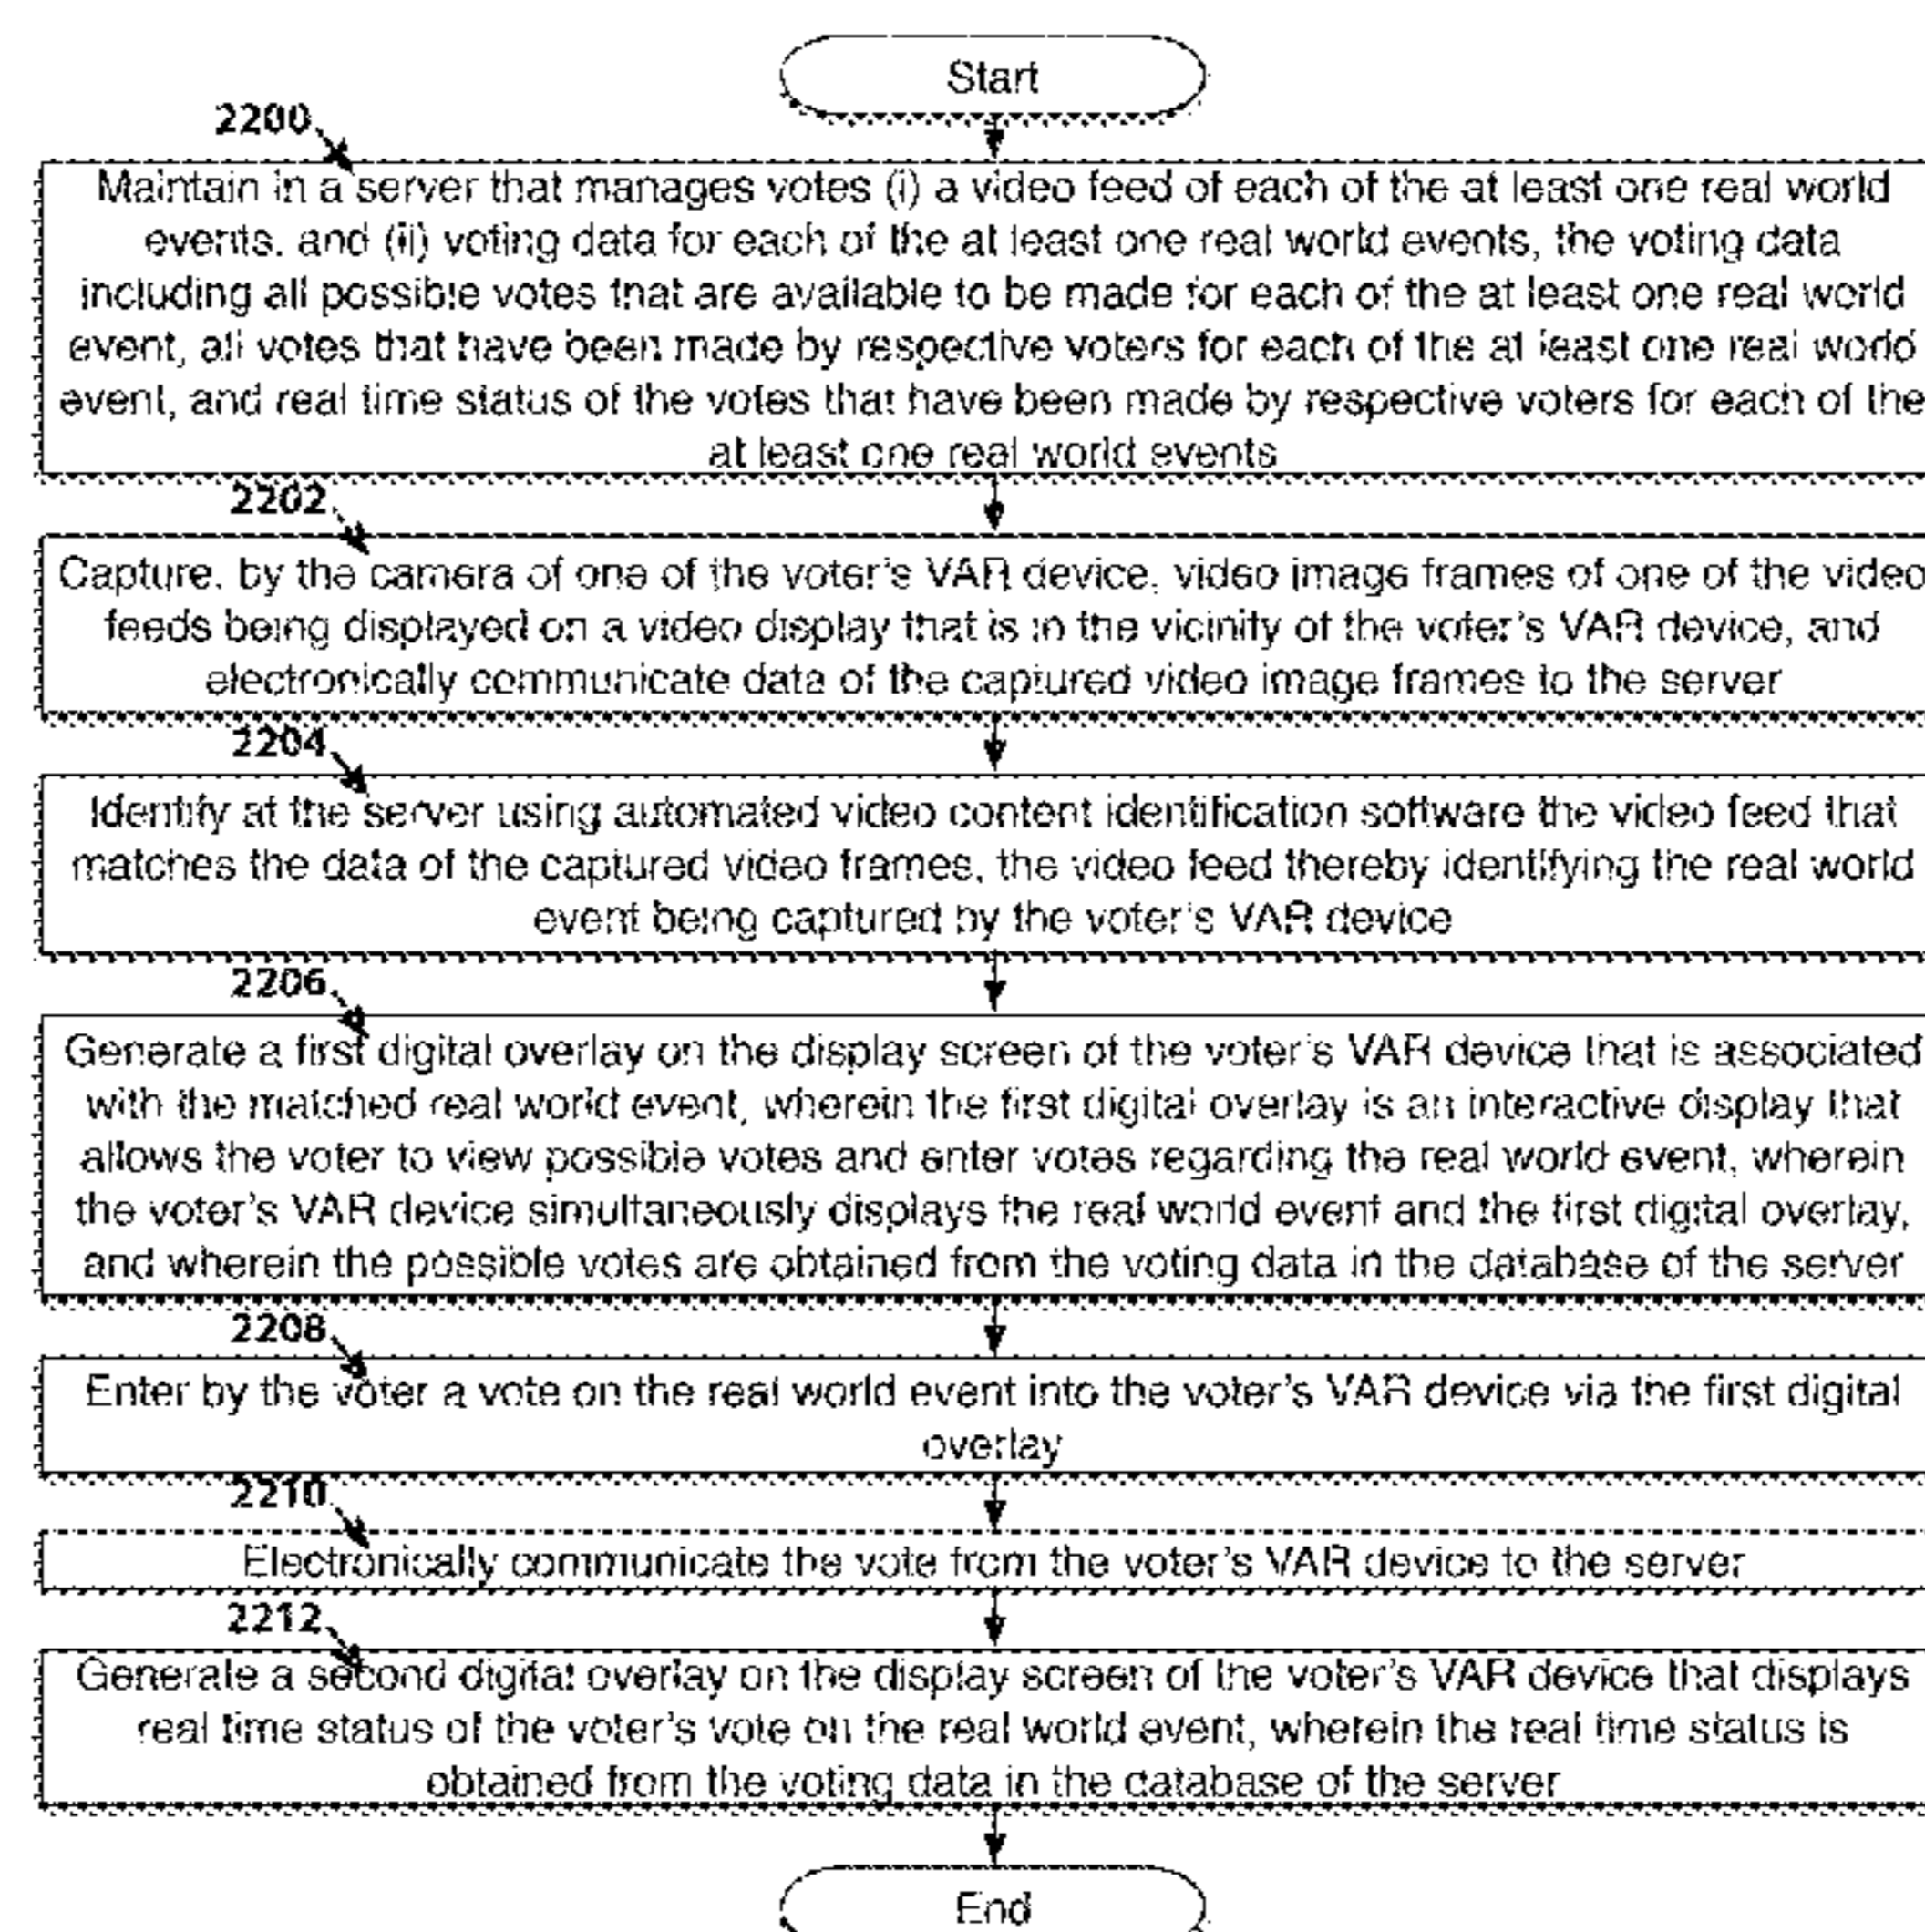 Start
2200
Maintain in a server that manages votes (i) a video feed of each of the at least one real world
events, and (ii) voting data for each of the at least one real world events, the voting data
including all possible votes that are available to be made for each of the at least one real world
event, all votes that have been made by respective voters for each of the at least one real world
event, and real time status of the votes that have been made by respective voters for each of the
at least one real world events
2202
Capture, by the camera of one of the voter's VAR device, video image frames of one of the video
feeds being displayed on a video display that is in the vicinity of the voter's VAR device, and
electronically communicate data of the captured video image frames to the server
2204
Identify at the server using automated video content identification software the video feed that
matches the data of the captured video frames, the video feed thereby identifying the real world
event being captured by the voter's VAR device
2206
Generate a first digital overlay on the display screen of the voter's VAR device that is associated
with the matched real world event, wherein the first digital overlay is an interactive display that
allows the voter to view possible votes and enter votes regarding the real world event, wherein
the voter's VAR device simultaneously displays the real world event and the first digital overlay,
and wherein the possible votes are obtained from the voting data in the database of the server
2208
Enter by the voter a vote on the real world event into the voter's VAR device via the first digital
overlay
2210
Electronically communicate the vote from the voter's VAR device to the server
2212
Generate a second digital overlay on the display screen of the voter's VAR device that displays
real time status of the voter's vote on the real world event, wherein the real time status is
obtained from the voting data in the database of the server
End